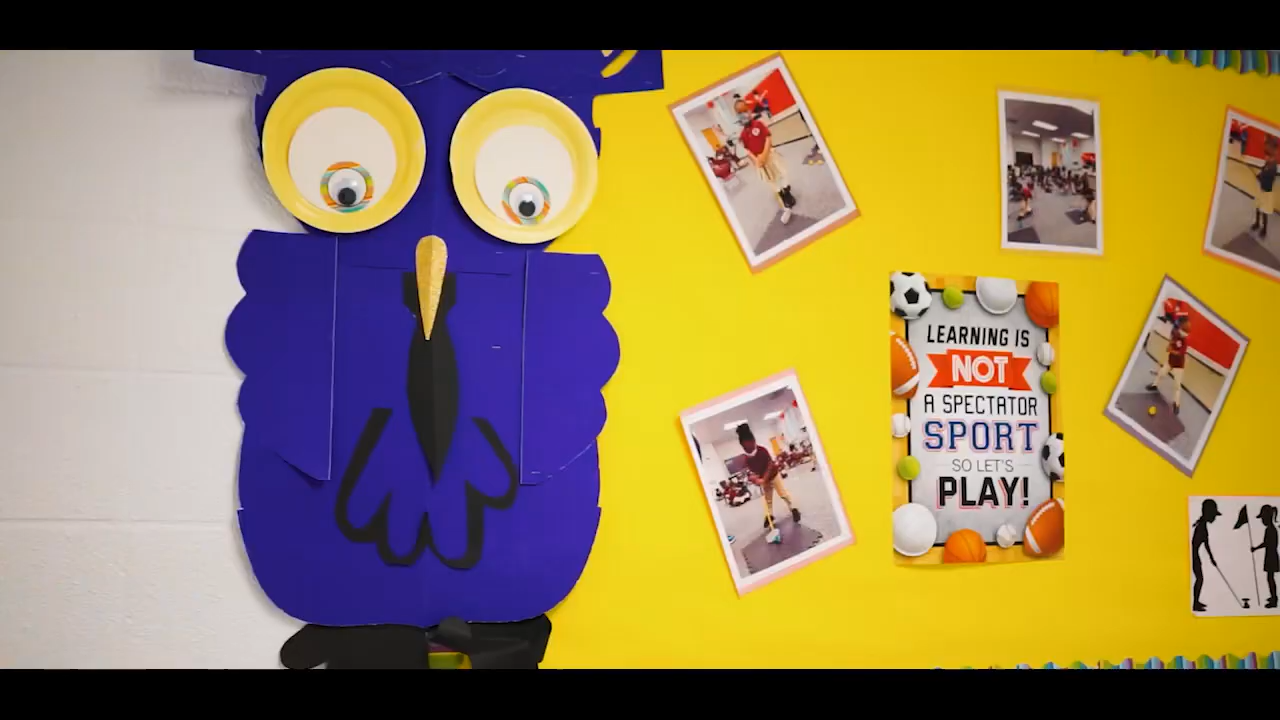 LEARNING IS
NOT
A SPECTATOR
SPORT
SO LET'S
PLAY!